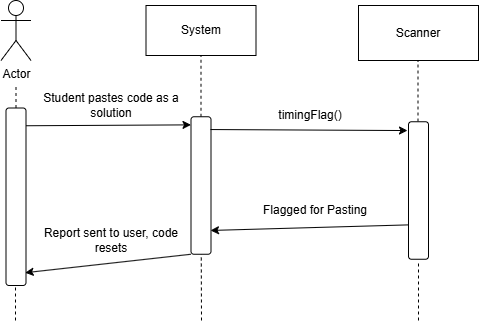 System
Scanner
Actor
Student pastes code as a
solution
timingFlag()
Flagged for Pasting
Report sent to user, code
resets